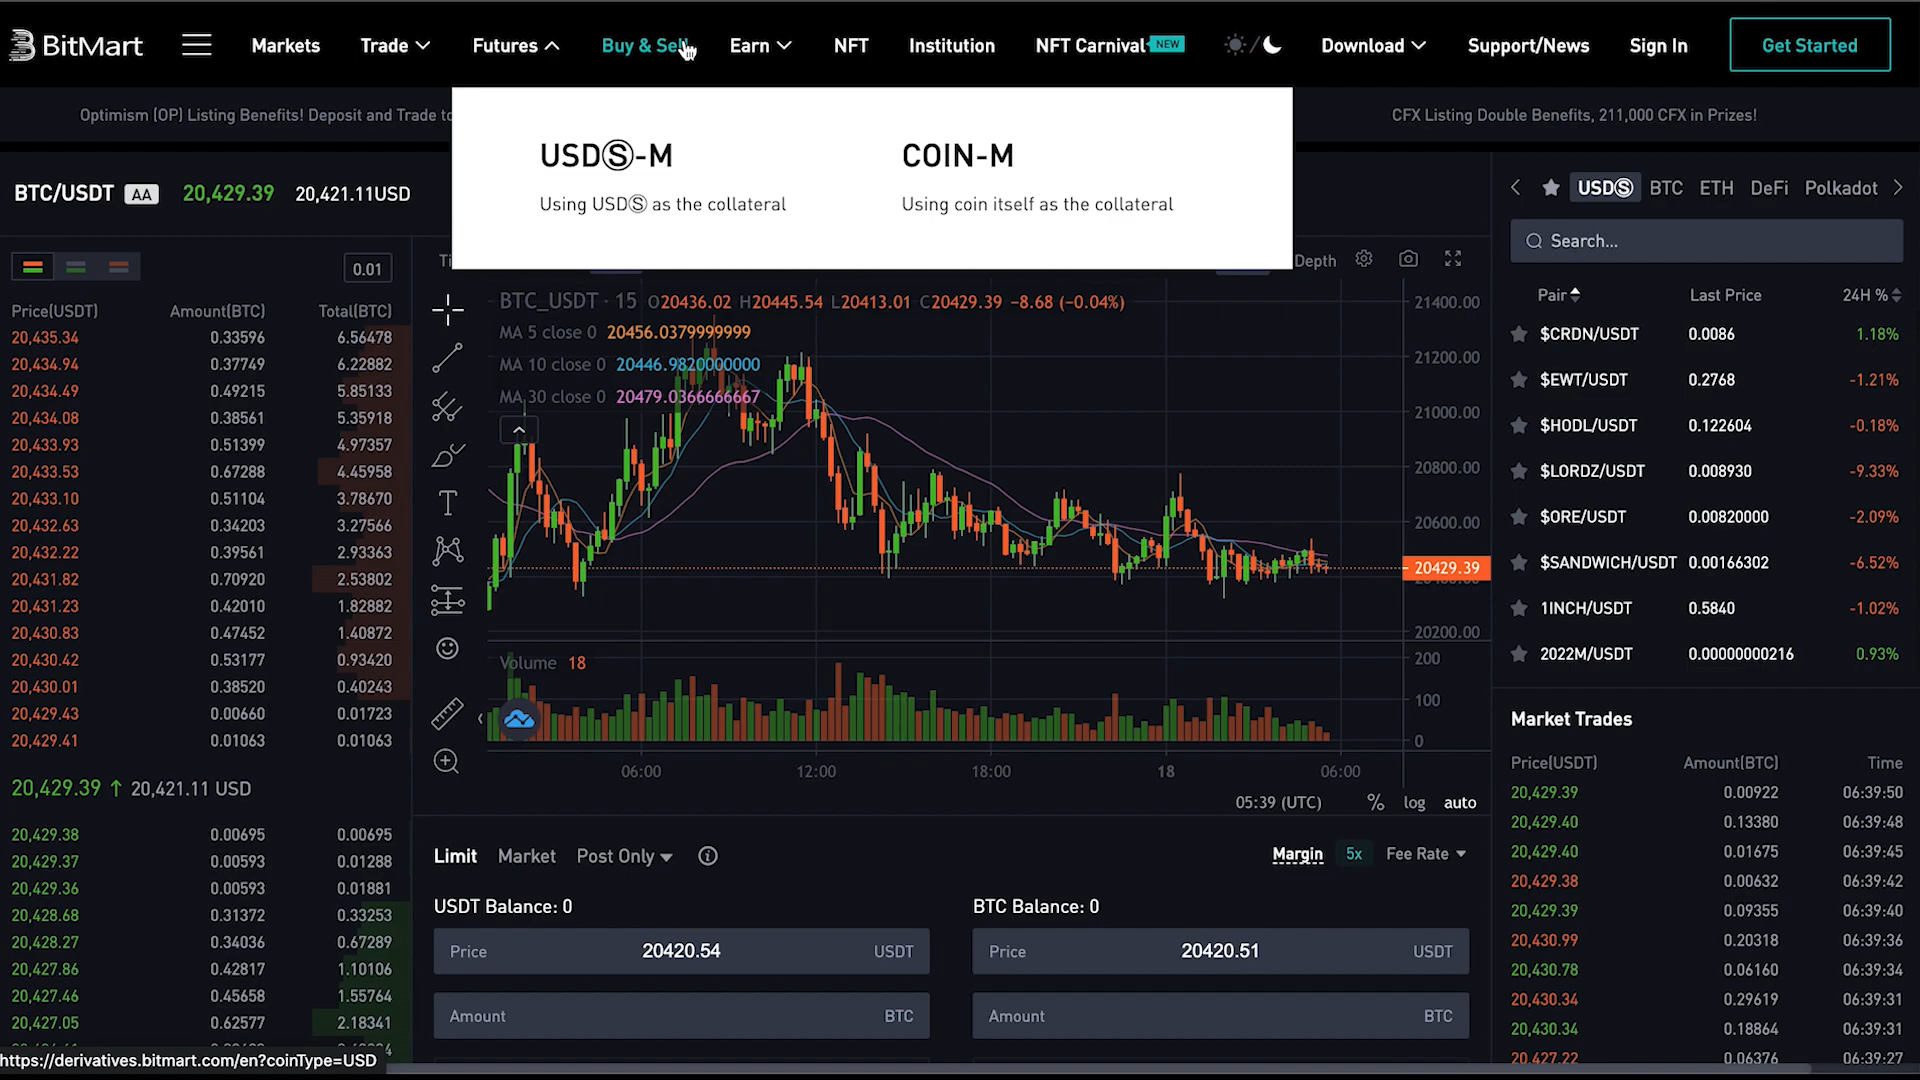 BitMart Markets Trade Futures Buy & Sell Earn NFT Institution NFT Carnival NEW / Download Support/News Sign In Get Started
Optimism (OP) Listing Benefits! Deposit and Trade to
CFX Listing Double Benefits, 211,000 CFX in Prizes!
USDⓈ-M
Using USDⓈ as the collateral
COIN-M
Using coin itself as the collateral
BTC/USDT AA 20,429.39 20,421.11USD
0.01
Price(USDT) Amount(BTC) Total(BTC)
20,435.34 0.33596 6.56478
20,434.94 0.37749 6.22882
20,434.49 0.49215 5.85133
20,434.08 0.38561 5.35918
20,433.93 0.51399 4.97357
20,433.53 0.67288 4.45958
20,433.10 0.51104 3.78670
20,432.63 0.34203 3.27566
20,432.22 0.39561 2.93363
20,431.82 0.70920 2.53802
20,431.23 0.42010 1.82882
20,430.83 0.47452 1.40872
20,430.42 0.53177 0.93420
20,430.01 0.38520 0.40243
20,429.43 0.00660 0.01723
20,429.41 0.01063 0.01063
20,429.39 ↑ 20,421.11 USD
20,429.38 0.00695 0.00695
20,429.37 0.00593 0.01288
20,429.36 0.00593 0.01881
20,428.68 0.31372 0.33253
20,428.27 0.34036 0.67289
20,427.86 0.42817 1.10106
20,427.46 0.45658 1.55764
20,427.05 0.62577 2.18341
https://derivatives.bitmart.com/en?coinType=USD
Depth
BTC_USDT · 15 O20436.02 H20445.54 L20413.01 C20429.39 −8.68 (−0.04%)
MA 5 close 0 20456.0379999999
MA 10 close 0 20446.9820000000
MA 30 close 0 20479.0366666667
21400.00
21200.00
21000.00
20800.00
20600.00
20429.39
20200.00
Volume 18
200
100
0
06:00 12:00 18:00 18 06:00
05:39 (UTC) % log auto
Limit Market Post Only Margin 5x Fee Rate
USDT Balance: 0
Price 20420.54 USDT
Amount BTC
BTC Balance: 0
Price 20420.51 USDT
Amount BTC
USDⓈ BTC ETH DeFi Polkadot
Search...
Pair Last Price 24H %
$CRDN/USDT 0.0086 1.18%
$EWT/USDT 0.2768 -1.21%
$HODL/USDT 0.122604 -0.18%
$LORDZ/USDT 0.008930 -9.33%
$ORE/USDT 0.00820000 -2.09%
$SANDWICH/USDT 0.00166302 -6.52%
1INCH/USDT 0.5840 -1.02%
2022M/USDT 0.00000000216 0.93%
Market Trades
Price(USDT) Amount(BTC) Time
20,429.39 0.00922 06:39:50
20,429.40 0.13380 06:39:48
20,429.40 0.01675 06:39:45
20,429.38 0.00632 06:39:42
20,429.39 0.09355 06:39:40
20,430.99 0.20318 06:39:36
20,430.78 0.06160 06:39:34
20,430.34 0.29619 06:39:31
20,430.34 0.18864 06:39:31
20,427.22 0.06376 06:39:27